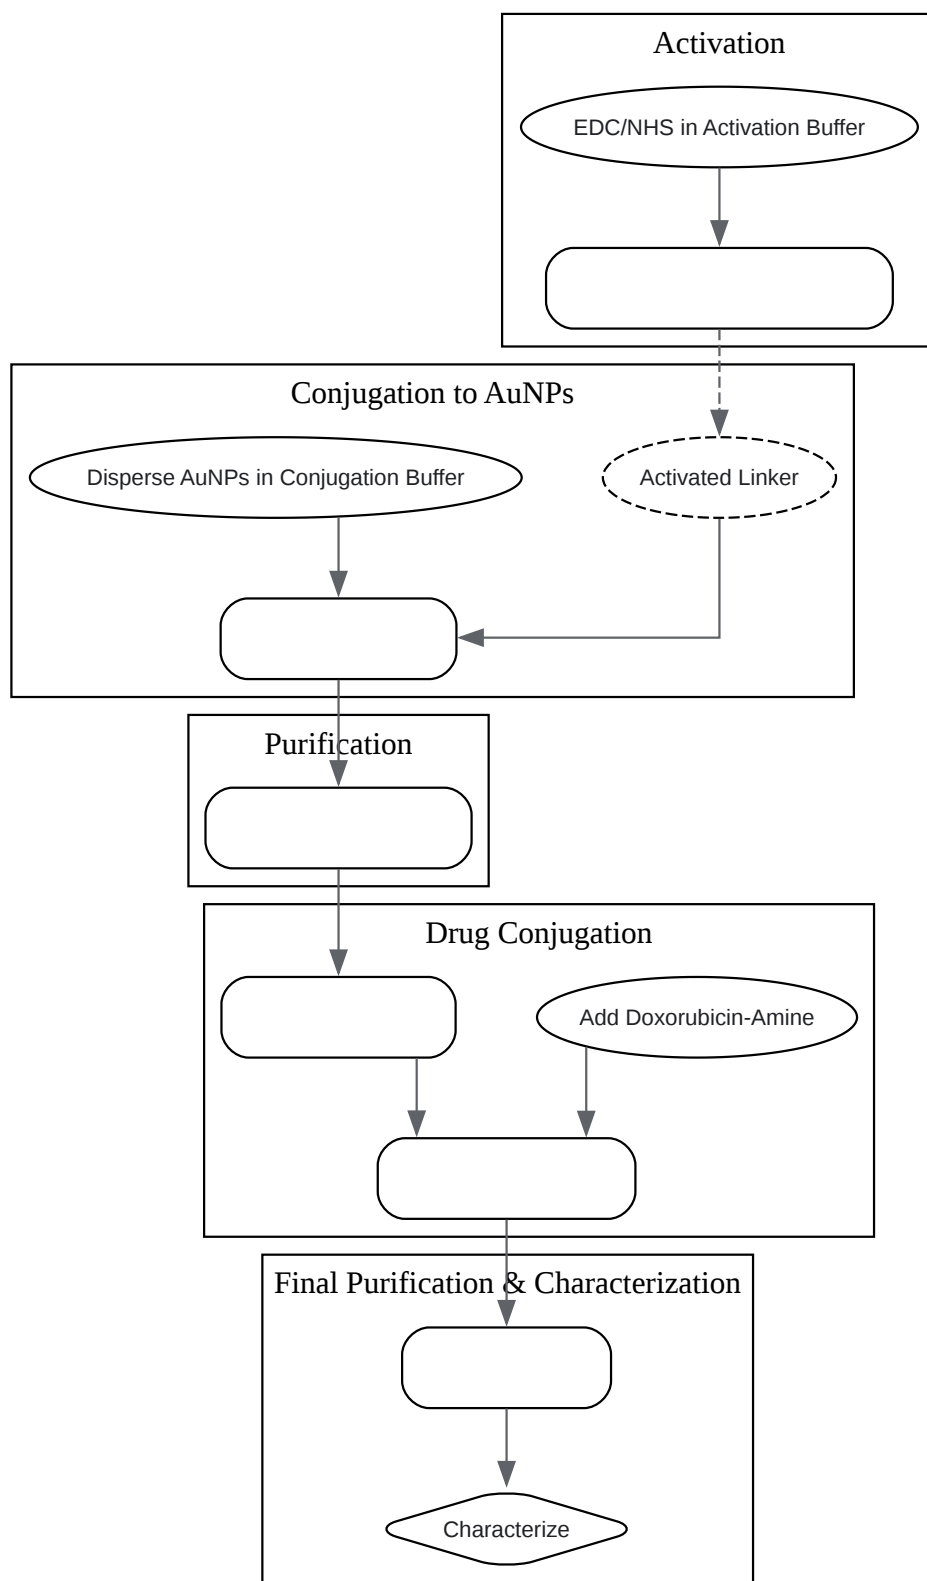 Activation
EDC/NHS in Activation Buffer
Conjugation to AuNPs
Disperse AuNPs in Conjugation Buffer
Activated Linker
Purification
Drug Conjugation
Add Doxorubicin-Amine
Final Purification & Characterization
Characterize